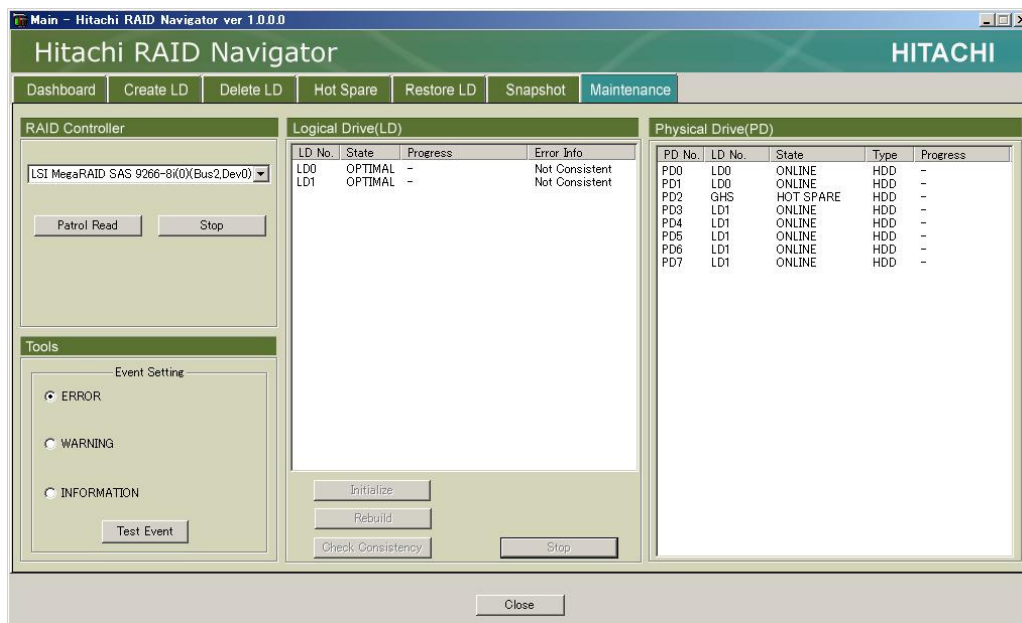 Main - Hitachi RAID Navigator ver 1.0.0.0
Hitachi RAID Navigator
HITACHI
Dashboard Create LD Delete LD Hot Spare Restore LD Snapshot Maintenance
RAID Controller
LSI MegaRAID SAS 9266-8i(0)(Bus2,Dev0)
Patrol Read Stop
Tools
Event Setting
ERROR
WARNING
INFORMATION
Test Event
Logical Drive(LD)
LD No. State Progress Error Info
LD0 OPTIMAL - Not Consistent
LD1 OPTIMAL - Not Consistent
Initialize
Rebuild
Check Consistency Stop
Physical Drive(PD)
PD No. LD No. State Type Progress
PD0 LD0 ONLINE HDD -
PD1 LD0 ONLINE HDD -
PD2 GHS HOT SPARE HDD -
PD3 LD1 ONLINE HDD -
PD4 LD1 ONLINE HDD -
PD5 LD1 ONLINE HDD -
PD6 LD1 ONLINE HDD -
PD7 LD1 ONLINE HDD -
Close